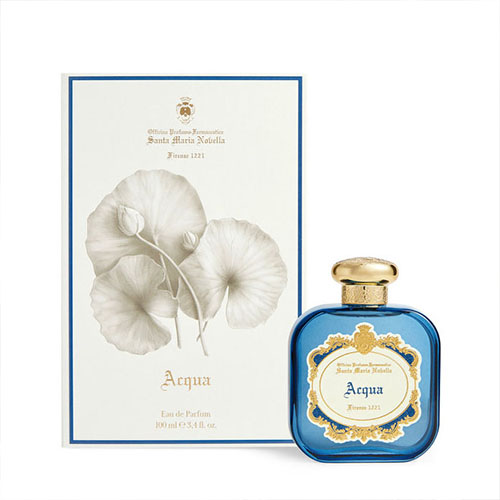 Officina Profumo-Farmaceutica
Santa Maria Novella
Firenze 1221
Acqua
Eau de Parfum
100 ml ℮ 3,4 fl. oz.
Officina Profumo-Farmaceutica
Santa Maria Novella
Acqua
Firenze 1221